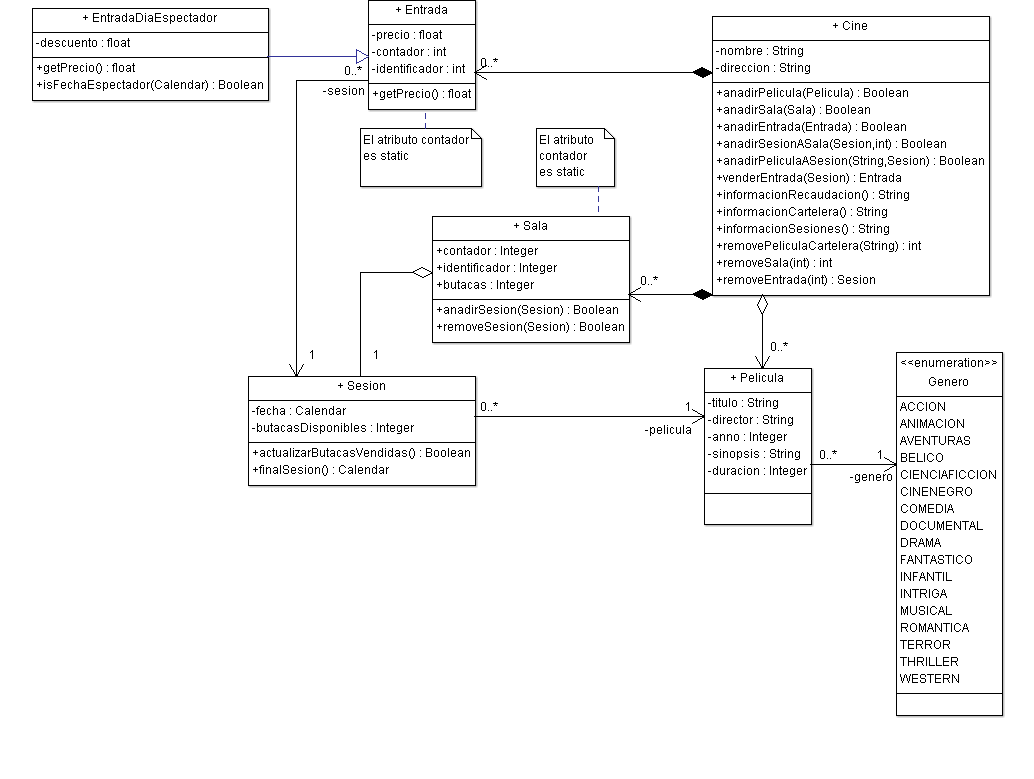 + EntradaDiaEspectador
-descuento : float
+getPrecio() : float
+isFechaEspectador(Calendar) : Boolean
+ Entrada
-precio : float
-contador : int
-identificador : int
+getPrecio() : float
0..*
0..*
-sesion
El atributo contador
es static
El atributo
contador
es static
+ Cine
-nombre : String
-direccion : String
+anadirPelicula(Pelicula) : Boolean
+anadirSala(Sala) : Boolean
+anadirEntrada(Entrada) : Boolean
+anadirSesionASala(Sesion,int) : Boolean
+anadirPeliculaASesion(String,Sesion) : Boolean
+venderEntrada(Sesion) : Entrada
+informacionRecaudacion() : String
+informacionCartelera() : String
+informacionSesiones() : String
+removePeliculaCartelera(String) : int
+removeSala(int) : int
+removeEntrada(int) : Sesion
+ Sala
+contador : Integer
+identificador : Integer
+butacas : Integer
+anadirSesion(Sesion) : Boolean
+removeSesion(Sesion) : Boolean
0..*
0..*
1
1
+ Sesion
-fecha : Calendar
-butacasDisponibles : Integer
+actualizarButacasVendidas() : Boolean
+finalSesion() : Calendar
0..*
1
-pelicula
+ Pelicula
-titulo : String
-director : String
-anno : Integer
-sinopsis : String
-duracion : Integer
0..*
1
-genero
<<enumeration>>
Genero
ACCION
ANIMACION
AVENTURAS
BELICO
CIENCIAFICCION
CINENEGRO
COMEDIA
DOCUMENTAL
DRAMA
FANTASTICO
INFANTIL
INTRIGA
MUSICAL
ROMANTICA
TERROR
THRILLER
WESTERN